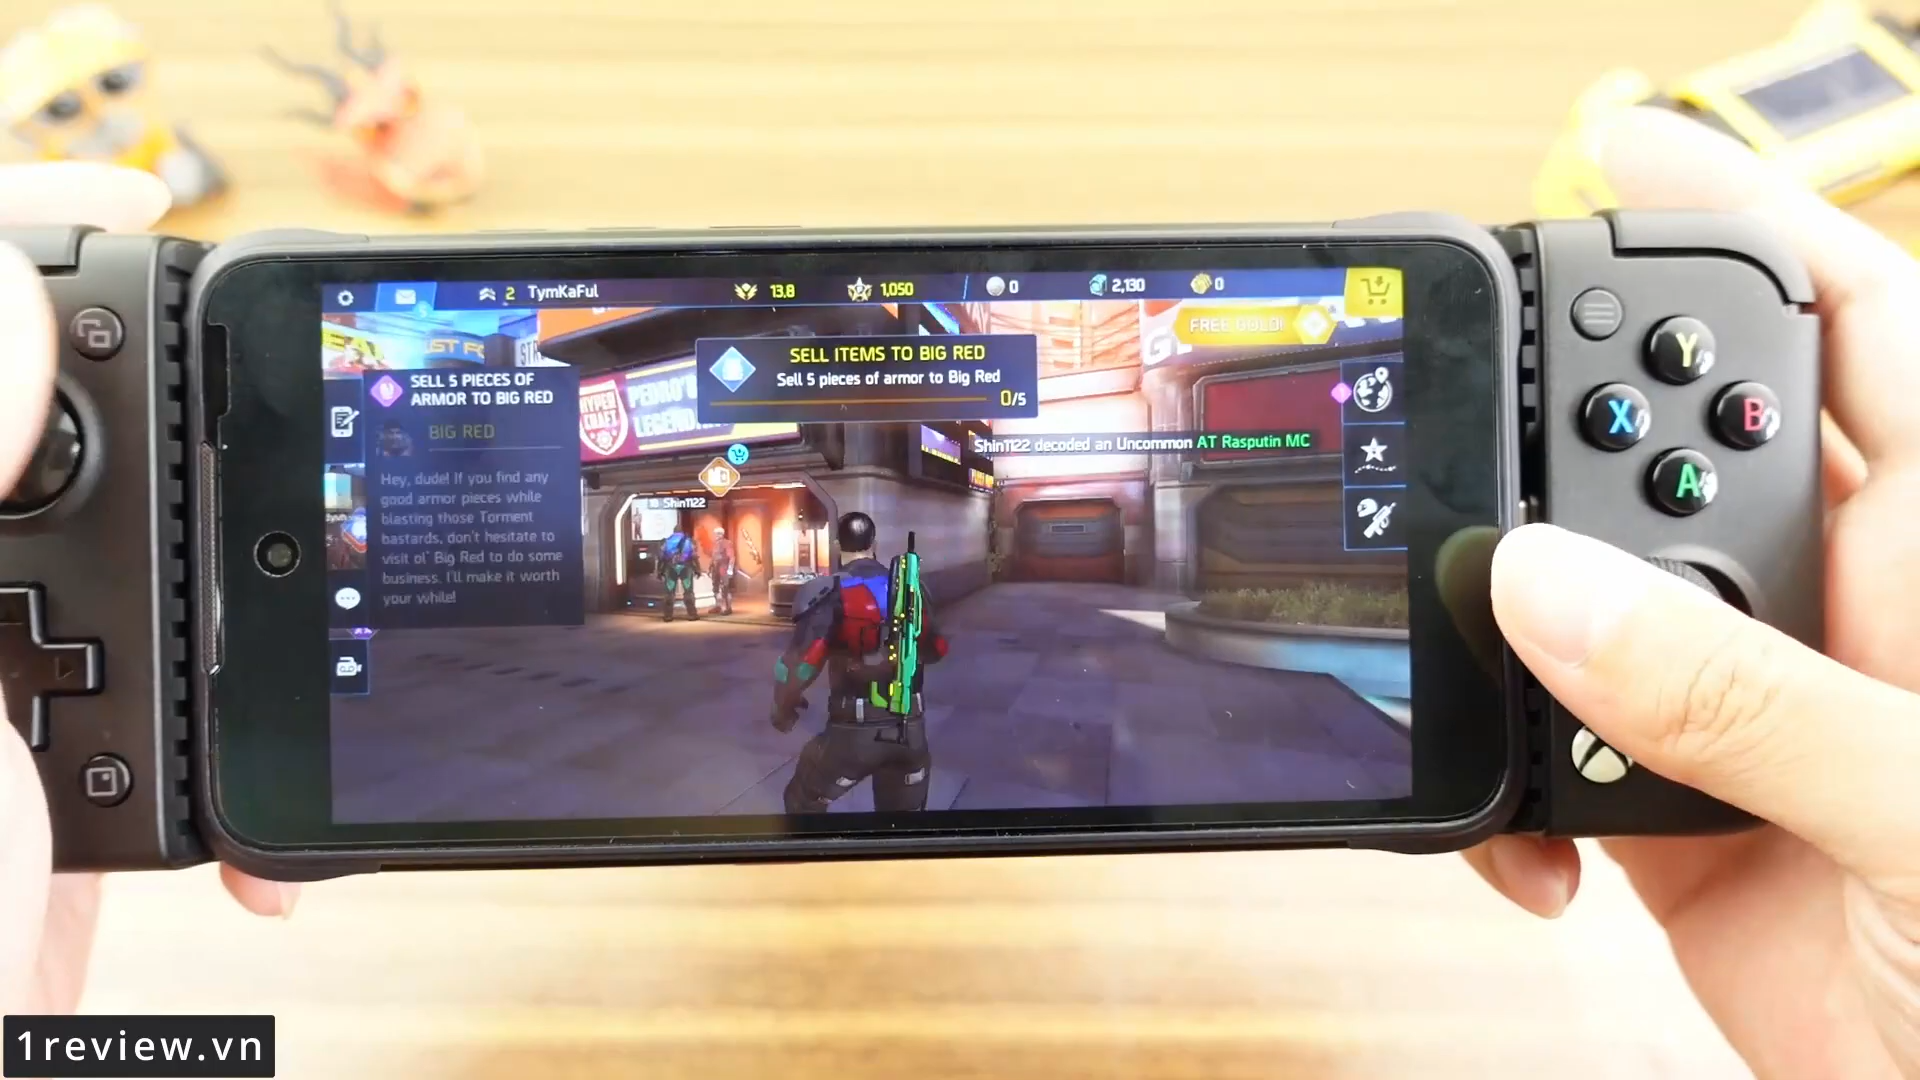 2 TymKaFul
13.8
1,050
0
2,130
0
FREE GOLD!
SELL ITEMS TO BIG RED
Sell 5 pieces of armor to Big Red
0/5
SELL 5 PIECES OF
ARMOR TO BIG RED
BIG RED
Hey, dude! If you find any
good armor pieces while
blasting those Torment
bastards, don't hesitate to
visit ol' Big Red to do some
business. I'll make it worth
your while!
HYPER
CRAFT
PEDRO'S
Shin1122 decoded an Uncommon AT Rasputin MC
Shin1122
Y
X
B
A
1review.vn